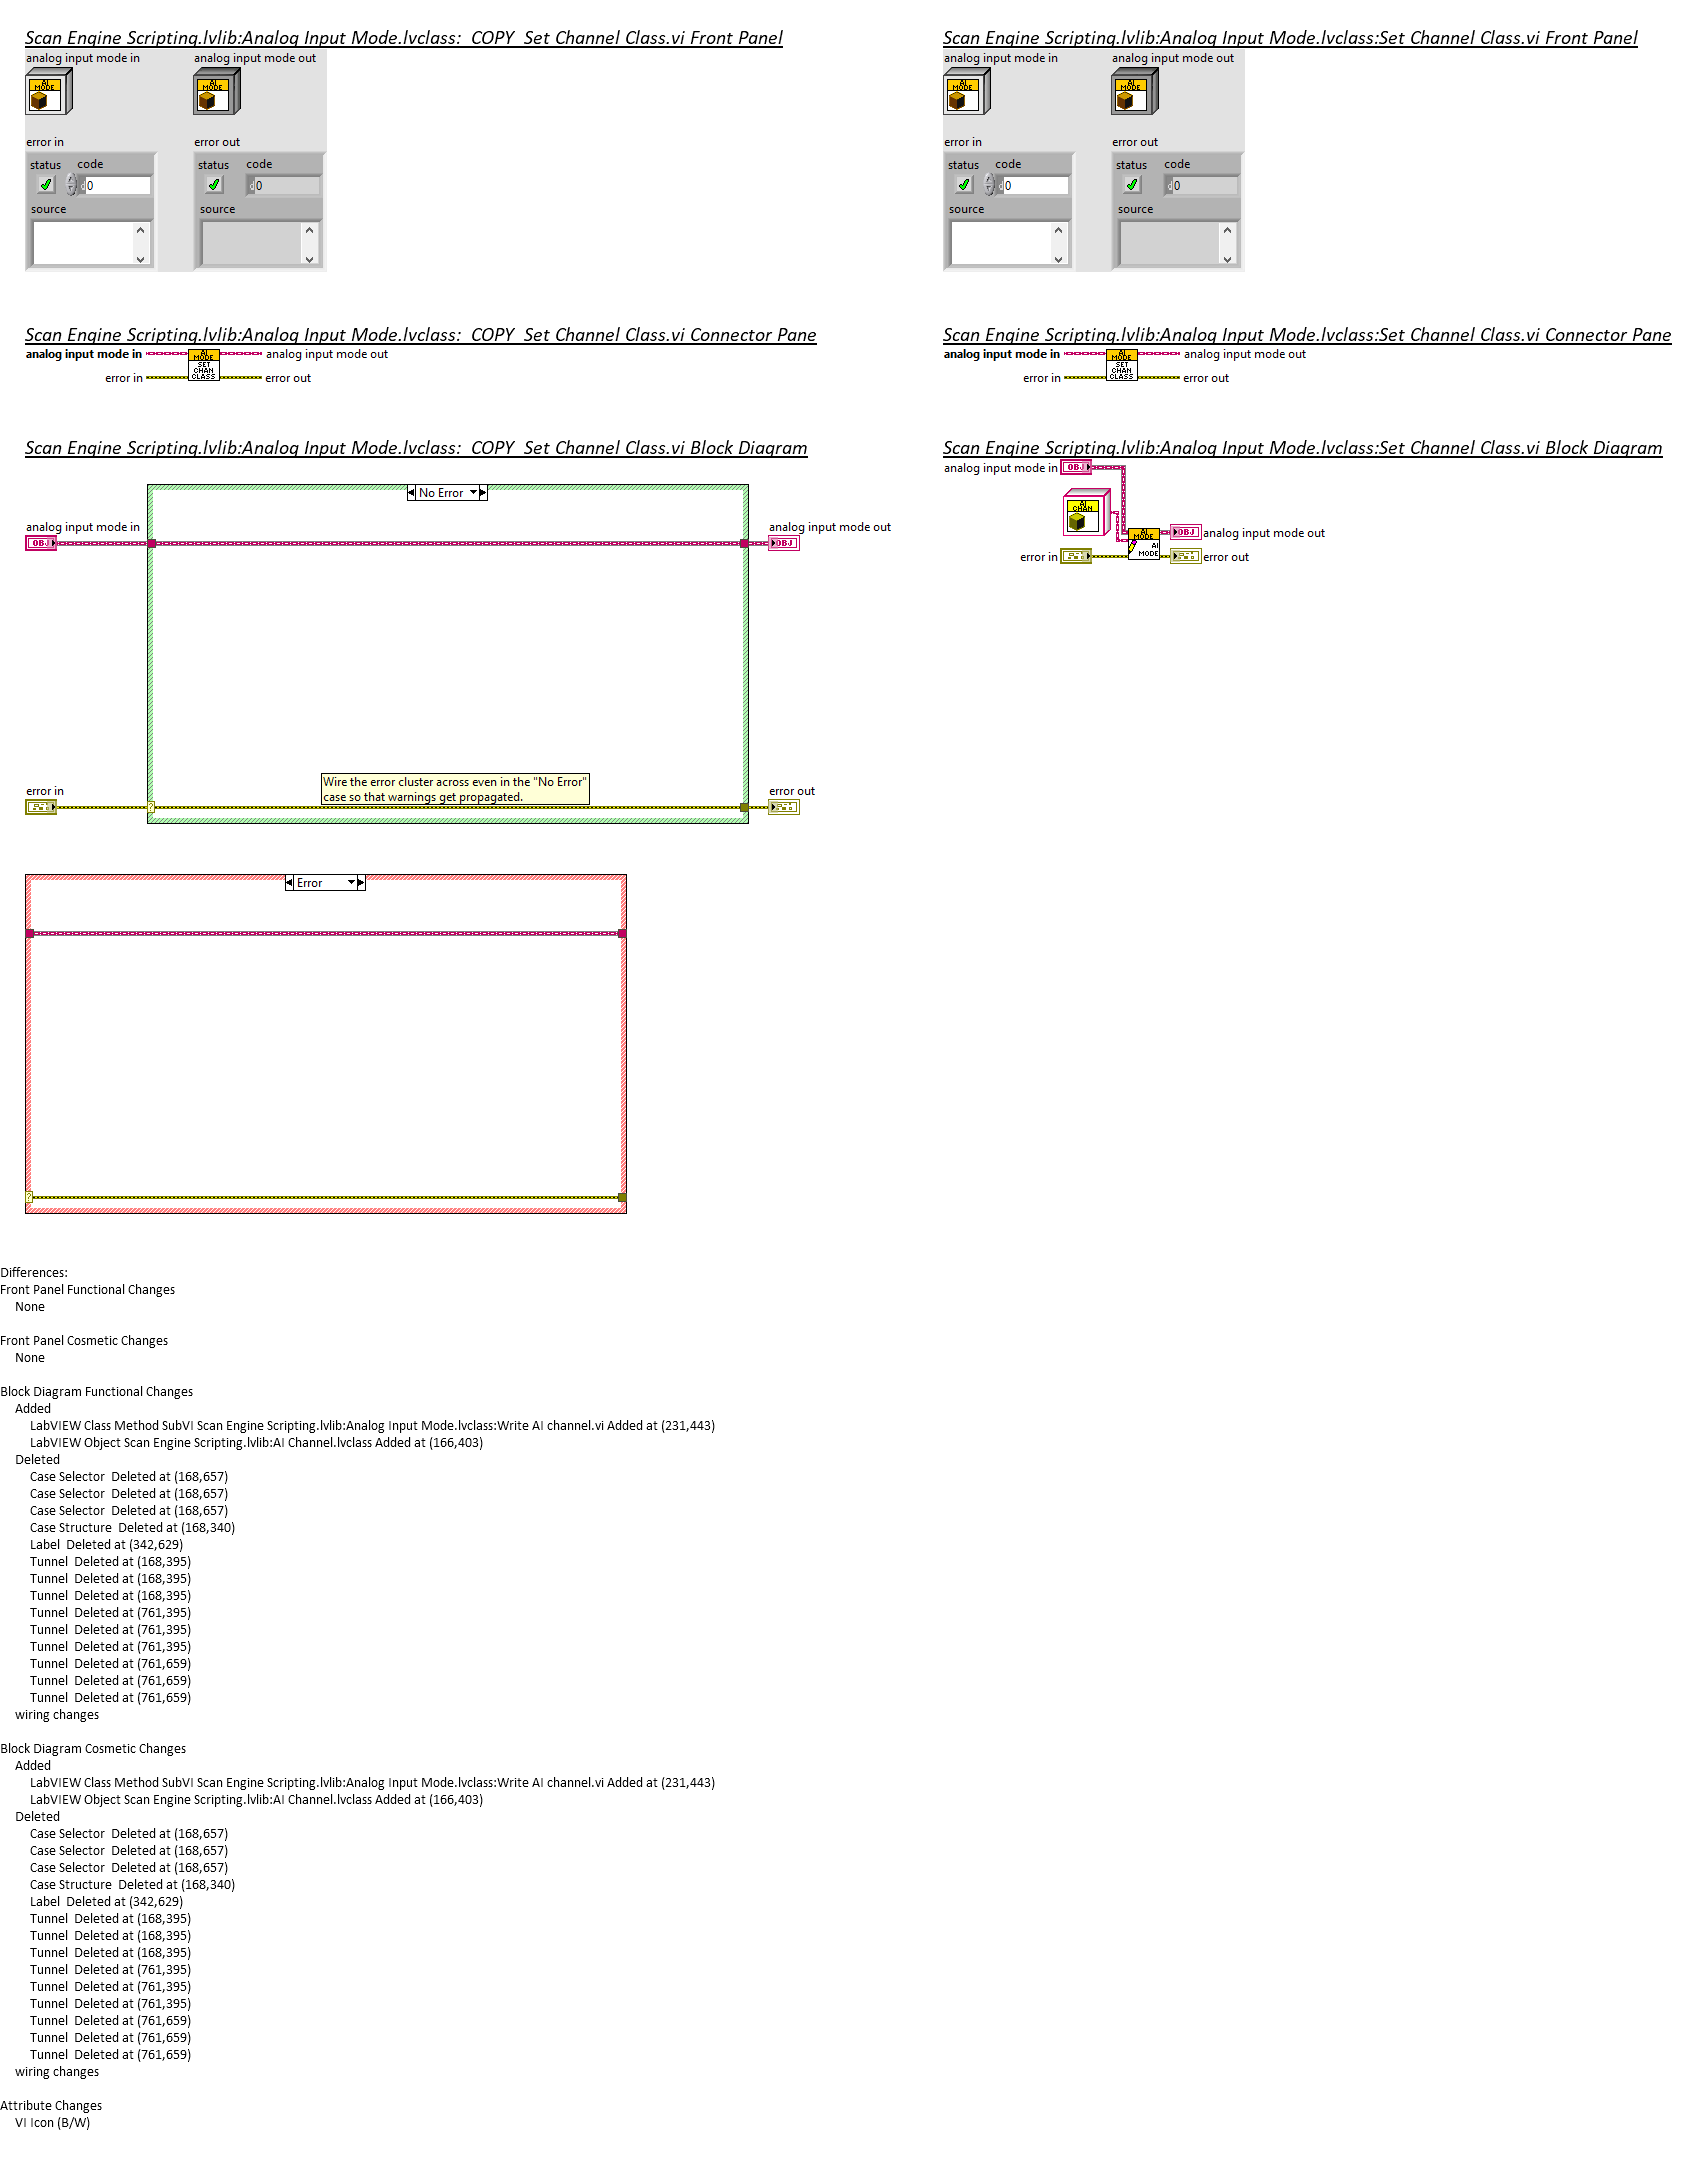 Scan Engine Scripting.lvlib:Analog Input Mode.lvclass:  COPY  Set Channel Class.vi Front Panel
analog input mode in
analog input mode out
AI
MODE
AI
MODE
error in
error out
status
code
status
code
0
d0
source
source
Scan Engine Scripting.lvlib:Analog Input Mode.lvclass:Set Channel Class.vi Front Panel
analog input mode in
analog input mode out
AI
MODE
AI
MODE
error in
error out
status
code
status
code
0
d0
source
source
Scan Engine Scripting.lvlib:Analog Input Mode.lvclass:  COPY  Set Channel Class.vi Connector Pane
analog input mode in
AI
MODE
SET
CHAN
CLASS
analog input mode out
error in
error out
Scan Engine Scripting.lvlib:Analog Input Mode.lvclass:Set Channel Class.vi Connector Pane
analog input mode in
AI
MODE
SET
CHAN
CLASS
analog input mode out
error in
error out
Scan Engine Scripting.lvlib:Analog Input Mode.lvclass:  COPY  Set Channel Class.vi Block Diagram
No Error
analog input mode in
OBJ
analog input mode out
OBJ
Wire the error cluster across even in the "No Error"
case so that warnings get propagated.
error in
?
error out
Error
?
Scan Engine Scripting.lvlib:Analog Input Mode.lvclass:Set Channel Class.vi Block Diagram
analog input mode in
OBJ
AI
CHAN
AI
MODE
AI
MODE
OBJ
analog input mode out
error in
error out
Differences:
Front Panel Functional Changes
None
Front Panel Cosmetic Changes
None
Block Diagram Functional Changes
Added
LabVIEW Class Method SubVI Scan Engine Scripting.lvlib:Analog Input Mode.lvclass:Write AI channel.vi Added at (231,443)
LabVIEW Object Scan Engine Scripting.lvlib:AI Channel.lvclass Added at (166,403)
Deleted
Case Selector  Deleted at (168,657)
Case Selector  Deleted at (168,657)
Case Selector  Deleted at (168,657)
Case Structure  Deleted at (168,340)
Label  Deleted at (342,629)
Tunnel  Deleted at (168,395)
Tunnel  Deleted at (168,395)
Tunnel  Deleted at (168,395)
Tunnel  Deleted at (761,395)
Tunnel  Deleted at (761,395)
Tunnel  Deleted at (761,395)
Tunnel  Deleted at (761,659)
Tunnel  Deleted at (761,659)
Tunnel  Deleted at (761,659)
wiring changes
Block Diagram Cosmetic Changes
Added
LabVIEW Class Method SubVI Scan Engine Scripting.lvlib:Analog Input Mode.lvclass:Write AI channel.vi Added at (231,443)
LabVIEW Object Scan Engine Scripting.lvlib:AI Channel.lvclass Added at (166,403)
Deleted
Case Selector  Deleted at (168,657)
Case Selector  Deleted at (168,657)
Case Selector  Deleted at (168,657)
Case Structure  Deleted at (168,340)
Label  Deleted at (342,629)
Tunnel  Deleted at (168,395)
Tunnel  Deleted at (168,395)
Tunnel  Deleted at (168,395)
Tunnel  Deleted at (761,395)
Tunnel  Deleted at (761,395)
Tunnel  Deleted at (761,395)
Tunnel  Deleted at (761,659)
Tunnel  Deleted at (761,659)
Tunnel  Deleted at (761,659)
wiring changes
Attribute Changes
VI Icon (B/W)